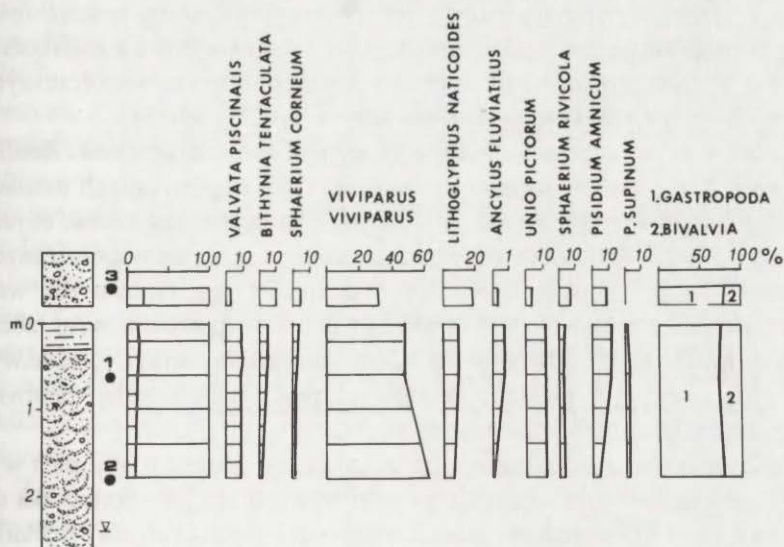 VALVATA PISCINALIS
BITHYNIA TENTACULATA
SPHAERIUM CORNEUM
VIVIPARUS
VIVIPARUS
LITHOGLYPHUS NATICOIDES
ANCYLUS FLUVIATILUS
UNIO PICTORUM
SPHAERIUM RIVICOLA
PISIDIUM AMNICUM
P. SUPINUM
1.GASTROPODA
2.BIVALVIA
20 40 60
50 100%
0 100 10 10 10 20 1 10 10 10 10
3
1 2
m0
1
1
1 2
2
2
V